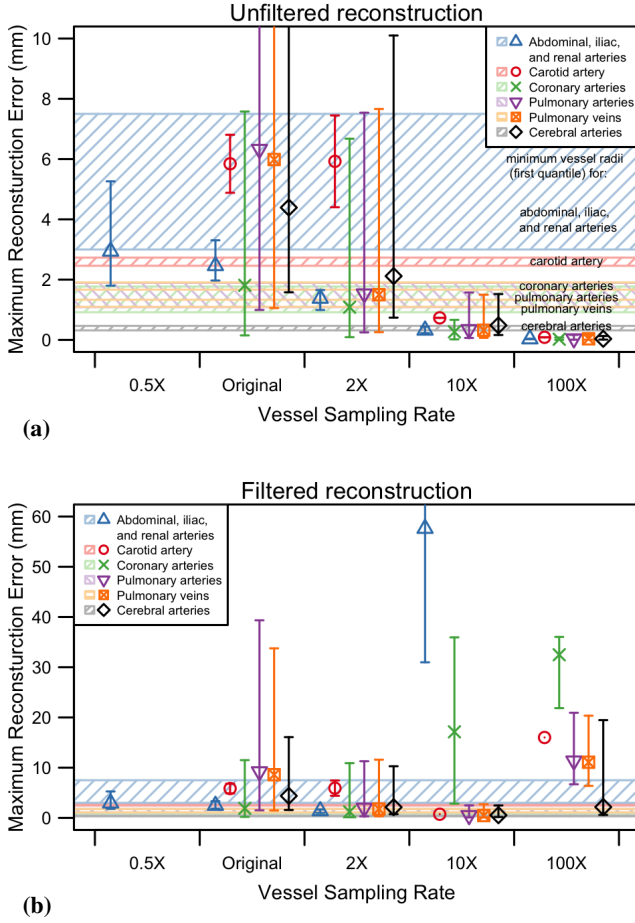 Unfiltered reconstruction
Maximum Reconsturction Error (mm)
10
8
6
4
2
0
Abdominal, iliac,
and renal arteries
Carotid artery
Coronary arteries
Pulmonary arteries
Pulmonary veins
Cerebral arteries
minimum vessel radii
(first quantile) for:
abdominal, iliac,
and renal arteries
carotid artery
coronary arteries
pulmonary arteries
pulmonary veins
cerebral arteries
0.5X Original 2X 10X 100X
Vessel Sampling Rate
(a)
Filtered reconstruction
Maximum Reconsturction Error (mm)
60
50
40
30
20
10
0
Abdominal, iliac,
and renal arteries
Carotid artery
Coronary arteries
Pulmonary arteries
Pulmonary veins
Cerebral arteries
0.5X Original 2X 10X 100X
Vessel Sampling Rate
(b)